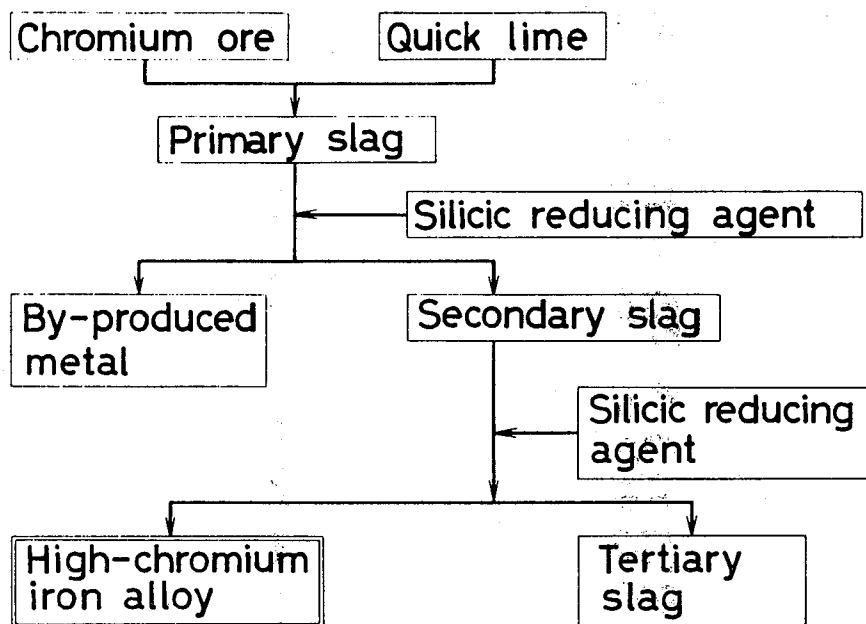 Chromium ore
Quick lime
Primary slag
Silicic reducing agent
By-produced
metal
Secondary slag
Silicic reducing
agent
High-chromium
iron alloy
Tertiary
slag